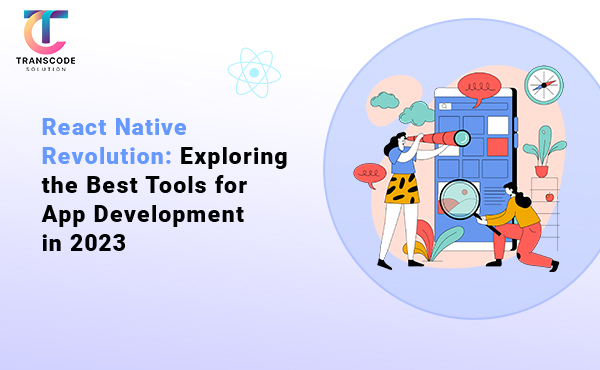 TRANSCODE
SOLUTION
React Native
Revolution: Exploring
the Best Tools for
App Development
in 2023